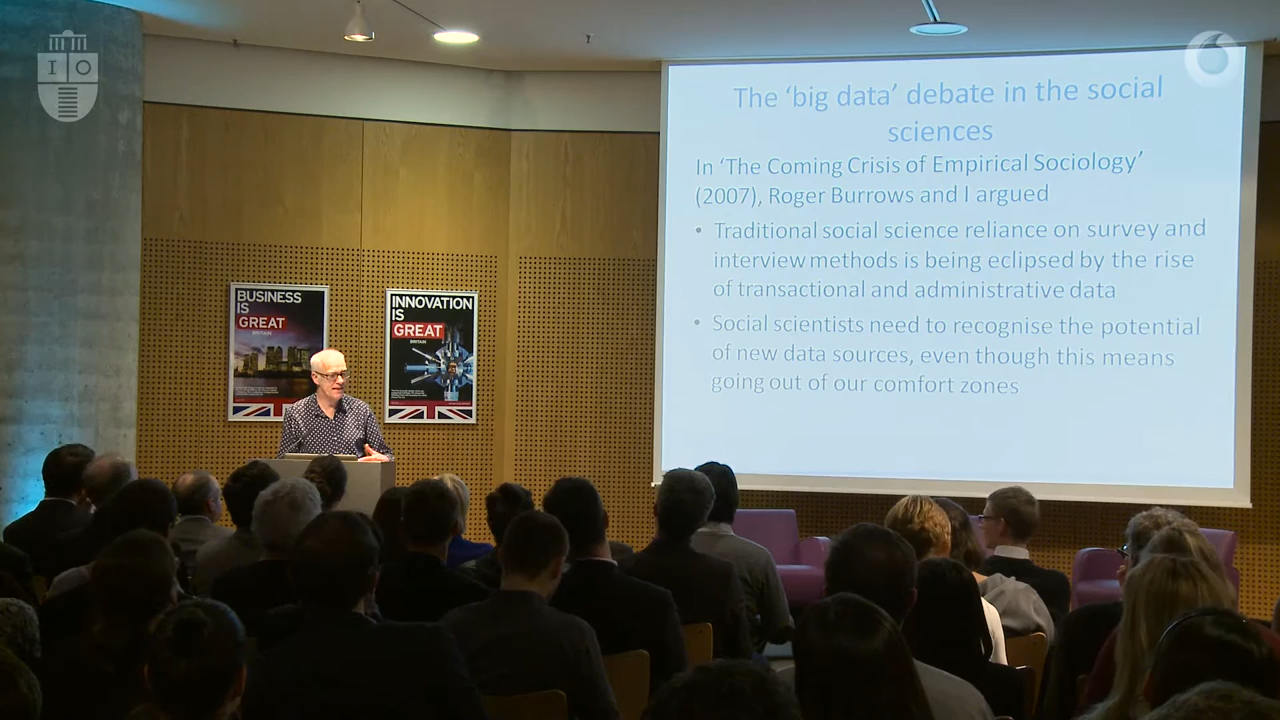 I O
The ‘big data’ debate in the social
sciences
In ‘The Coming Crisis of Empirical Sociology’
(2007), Roger Burrows and I argued
• Traditional social science reliance on survey and
interview methods is being eclipsed by the rise
of transactional and administrative data
• Social scientists need to recognise the potential
of new data sources, even though this means
going out of our comfort zones
BUSINESS
IS
GREAT
BRITAIN
INNOVATION
IS
GREAT
BRITAIN